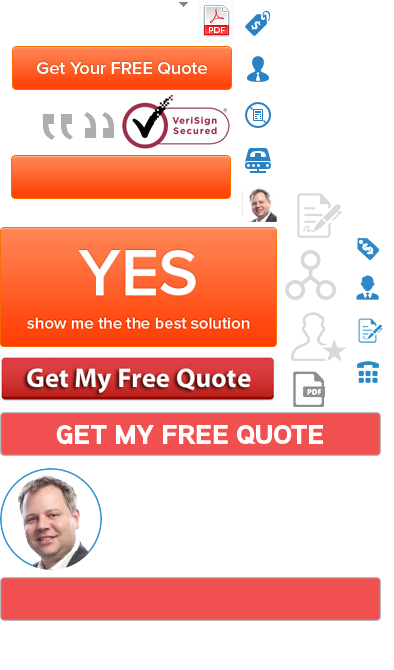 PDF
$
Get Your FREE Quote
VeriSign
Secured
YES
show me the the best solution
Get My Free Quote
PDF
GET MY FREE QUOTE